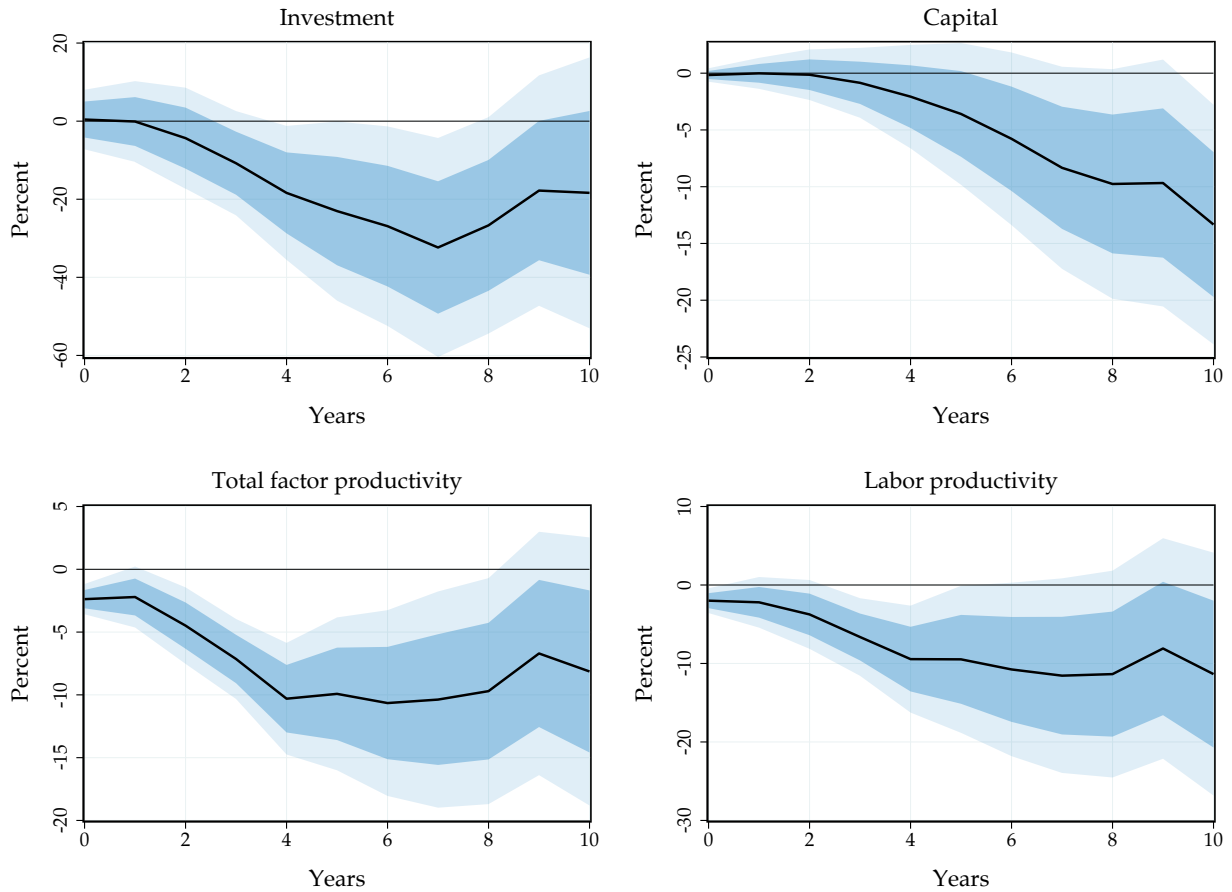 Investment
Percent
20
0
-20
-40
-60
0 2 4 6 8 10
Years
Capital
Percent
0
-5
-10
-15
-20
-25
0 2 4 6 8 10
Years
Total factor productivity
Percent
5
0
-5
-10
-15
-20
0 2 4 6 8 10
Years
Labor productivity
Percent
10
0
-10
-20
-30
0 2 4 6 8 10
Years